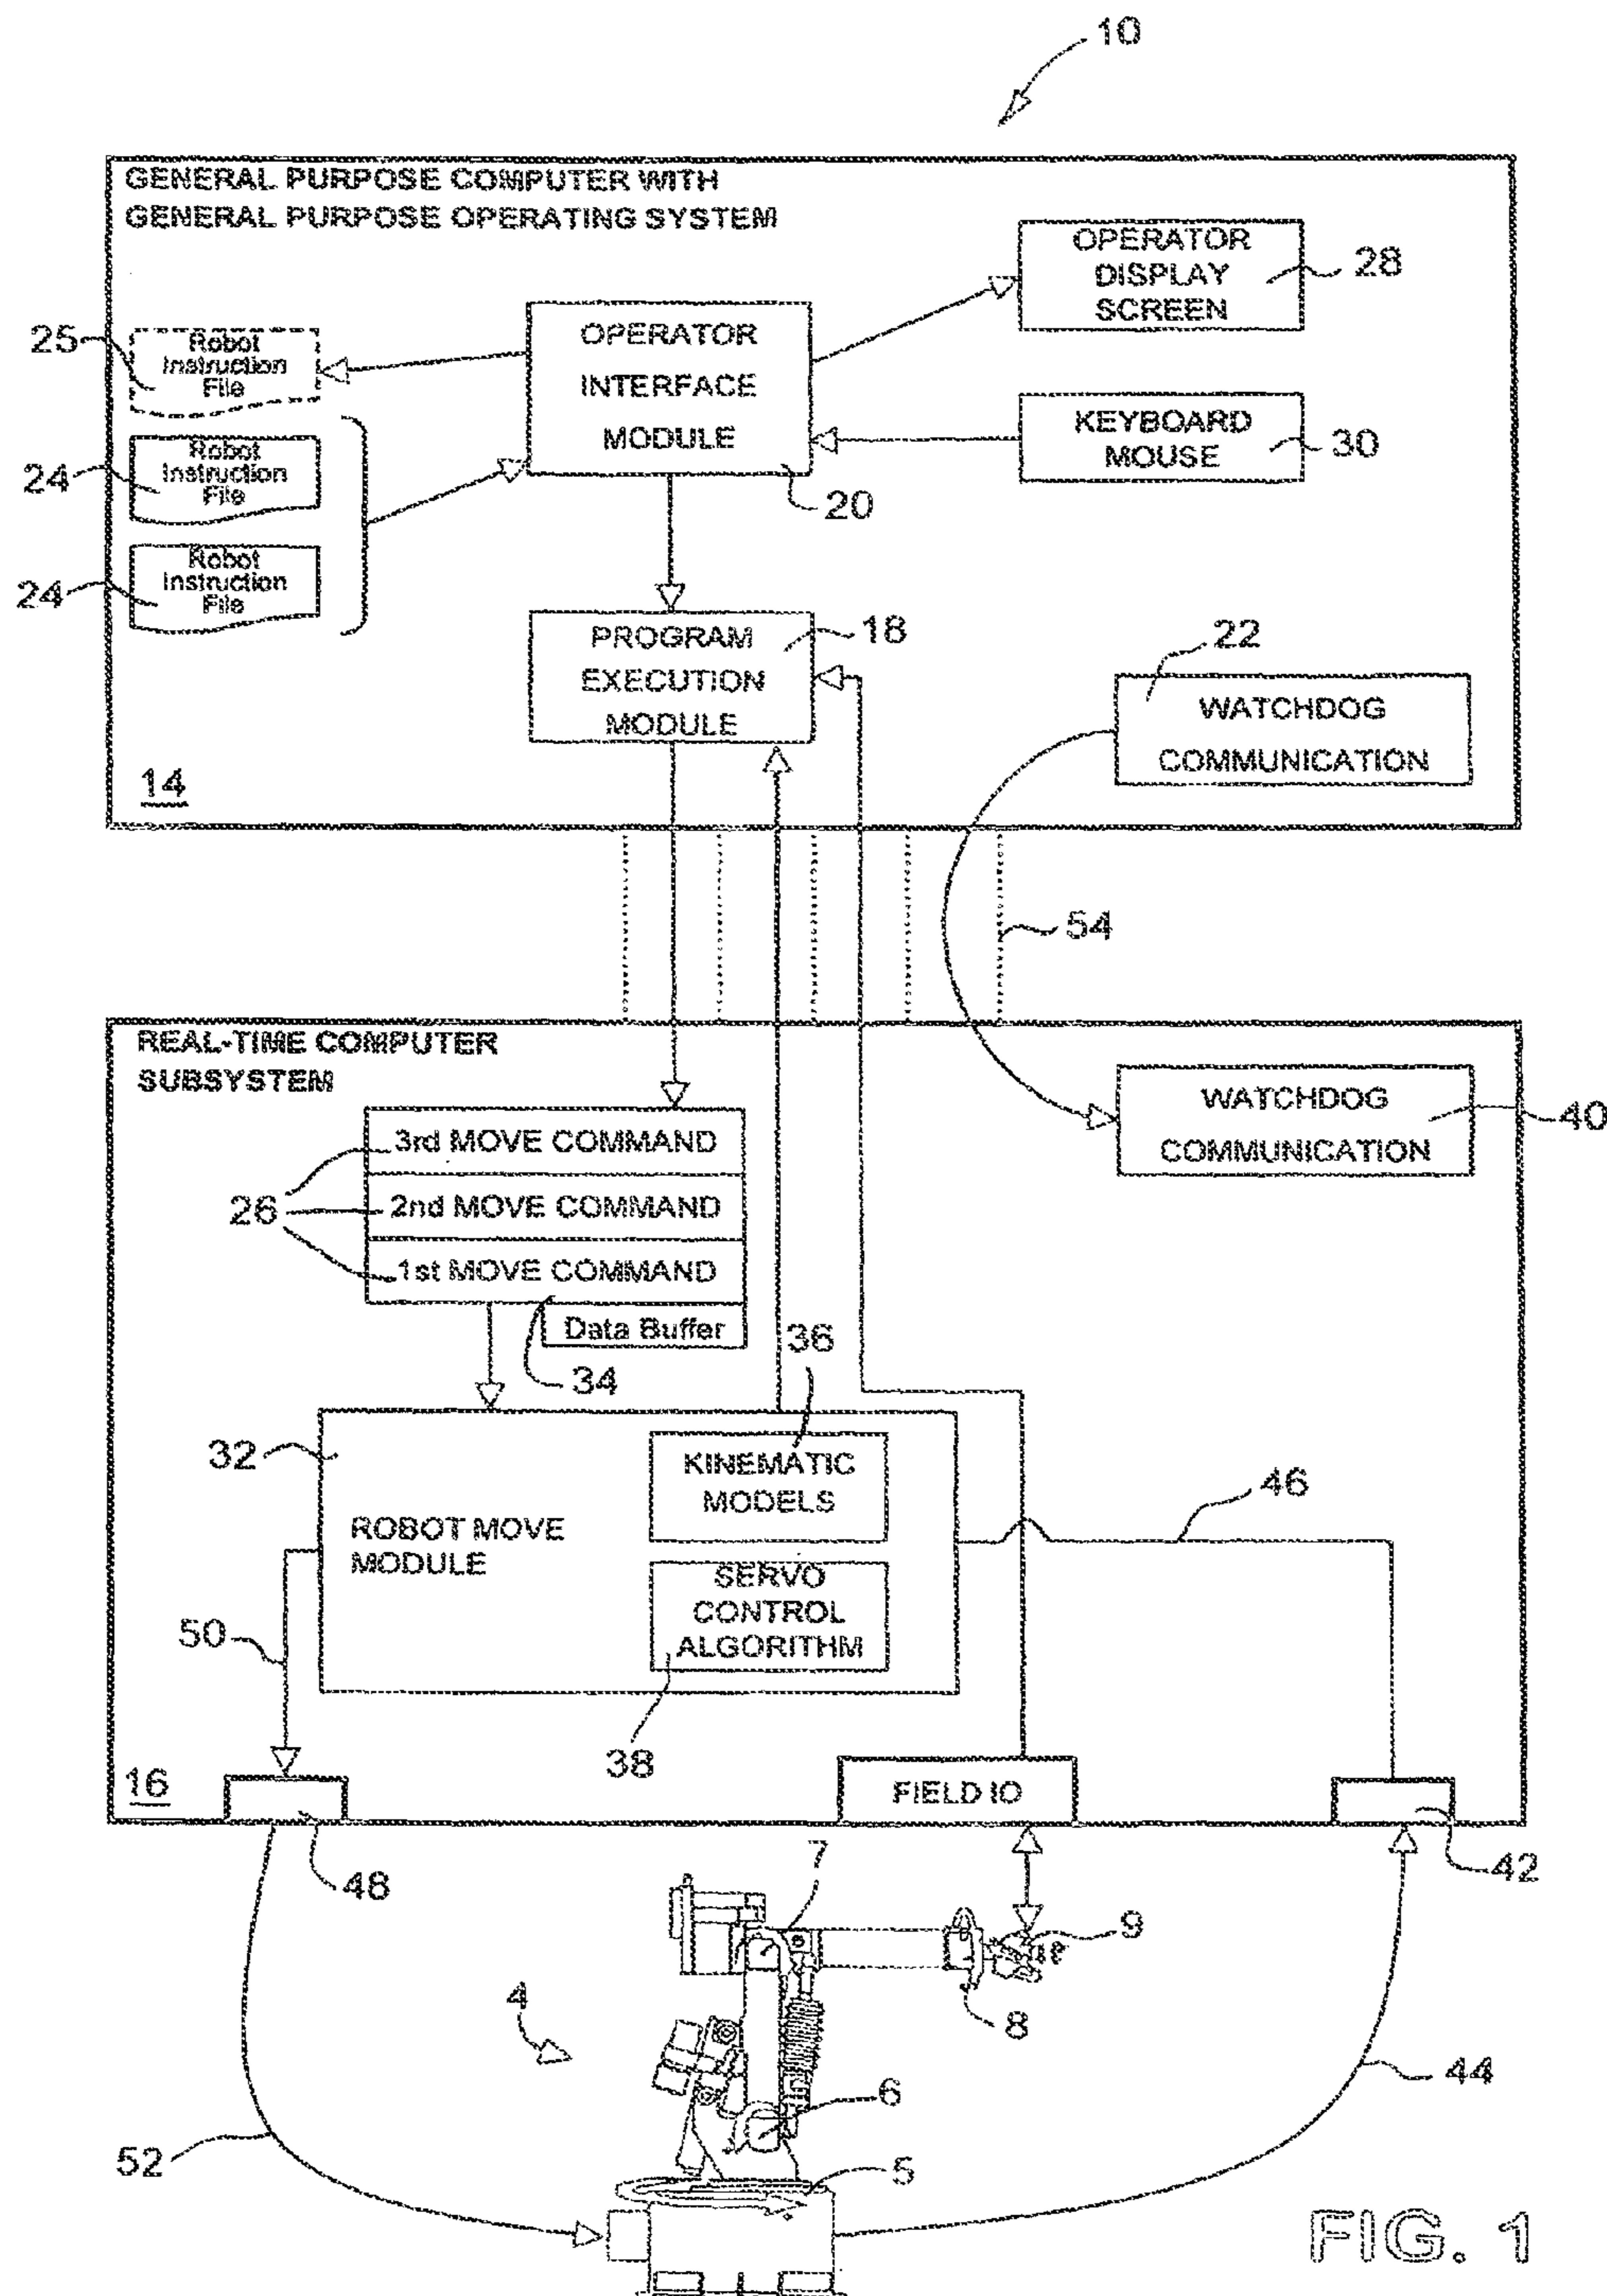 10
GENERAL PURPOSE COMPUTER WITH
GENERAL PURPOSE OPERATING SYSTEM
OPERATOR
DISPLAY
SCREEN
28
25
Robot
Instruction
File
OPERATOR
INTERFACE
MODULE
KEYBOARD
MOUSE
30
24
Robot
Instruction
File
20
24
Robot
Instruction
File
PROGRAM
EXECUTION
MODULE
18
22
WATCHDOG
COMMUNICATION
14
54
REAL-TIME COMPUTER
SUBSYSTEM
WATCHDOG
COMMUNICATION
40
3rd MOVE COMMAND
26
2nd MOVE COMMAND
1st MOVE COMMAND
Data Buffer
34
36
32
KINEMATIC
MODELS
46
ROBOT MOVE
MODULE
SERVO
CONTROL
ALGORITHM
50
38
16
FIELD IO
48
42
7
9
8
4
6
44
52
5
FIG. 1